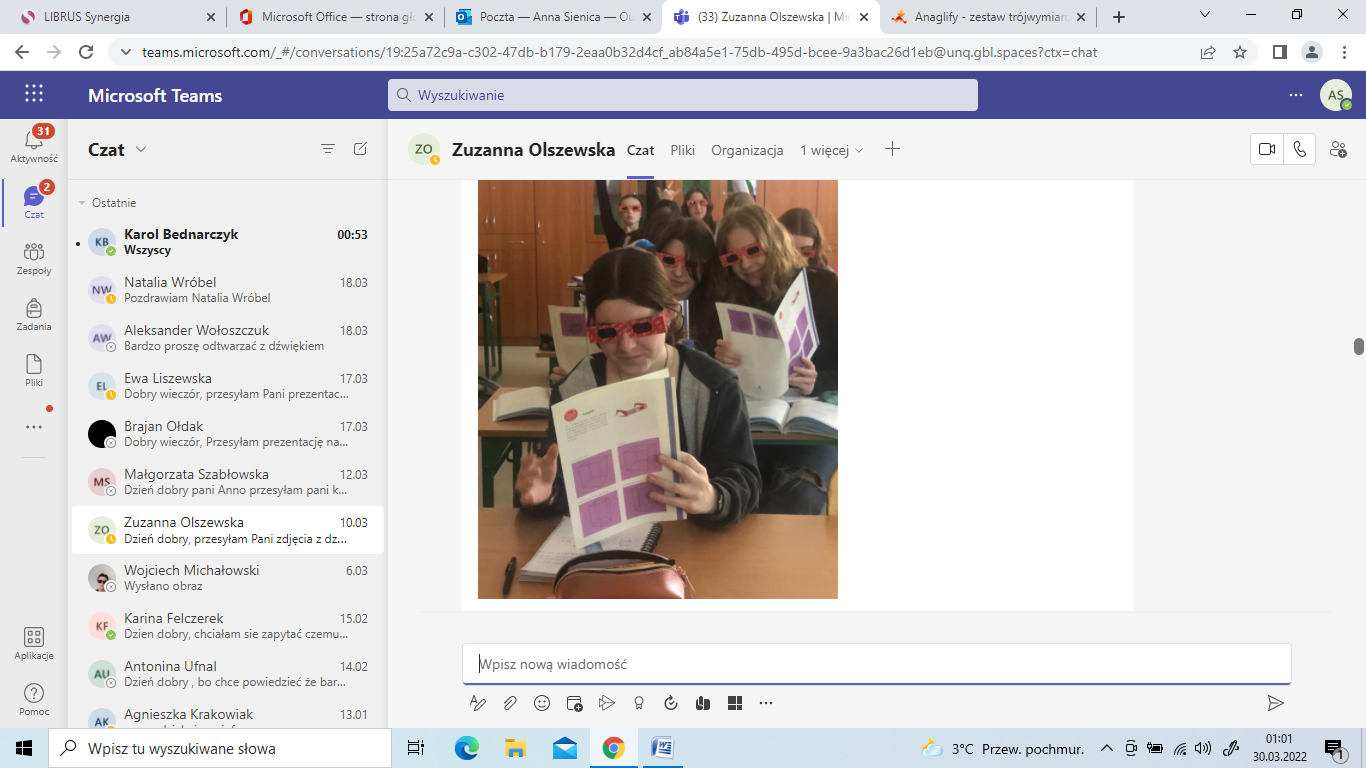 LIBRUS Synergia
Microsoft Office — strona głó
Poczta — Anna Sienica — Ou
(33) Zuzanna Olszewska | Mic
Anaglify - zestaw trójwymiaro
teams.microsoft.com/_#/conversations/19:25a72c9a-c302-47db-b179-2eaa0b32d4cf_ab84a5e1-75db-495d-bcee-9a3bac26d1eb@unq.gbl.spaces?ctx=chat
Microsoft Teams
Wyszukiwanie
AS
31
Aktywność
2
Czat
Zespoły
Zadania
Pliki
Aplikacje
Pomoc
Czat
Ostatnie
KB
Karol Bednarczyk 00:53
Wszyscy
NW
Natalia Wróbel 18.03
Pozdrawiam Natalia Wróbel
AW
Aleksander Wołoszczuk 18.03
Bardzo proszę odtwarzać z dźwiękiem
EL
Ewa Liszewska 17.03
Dobry wieczór, przesyłam Pani prezentac...
Brajan Ołdak 17.03
Dobry wieczór, Przesyłam prezentację na...
MS
Małgorzata Szabłowska 12.03
Dzień dobry pani Anno przesyłam pani k...
ZO
Zuzanna Olszewska 10.03
Dzień dobry, przesyłam Pani zdjęcia z dz...
Wojciech Michałowski 6.03
Wysłano obraz
KF
Karina Felczerek 15.02
Dzien dobry, chciałam sie zapytać czemu...
AU
Antonina Ufnal 14.02
Dzień dobry , bo chce powiedzieć że bar...
AK
Agnieszka Krakowiak 13.01
ZO
Zuzanna Olszewska Czat Pliki Organizacja 1 więcej
Wpisz nową wiadomość
Wpisz tu wyszukiwane słowa
3°C Przew. pochmur.
01:01
30.03.2022
1